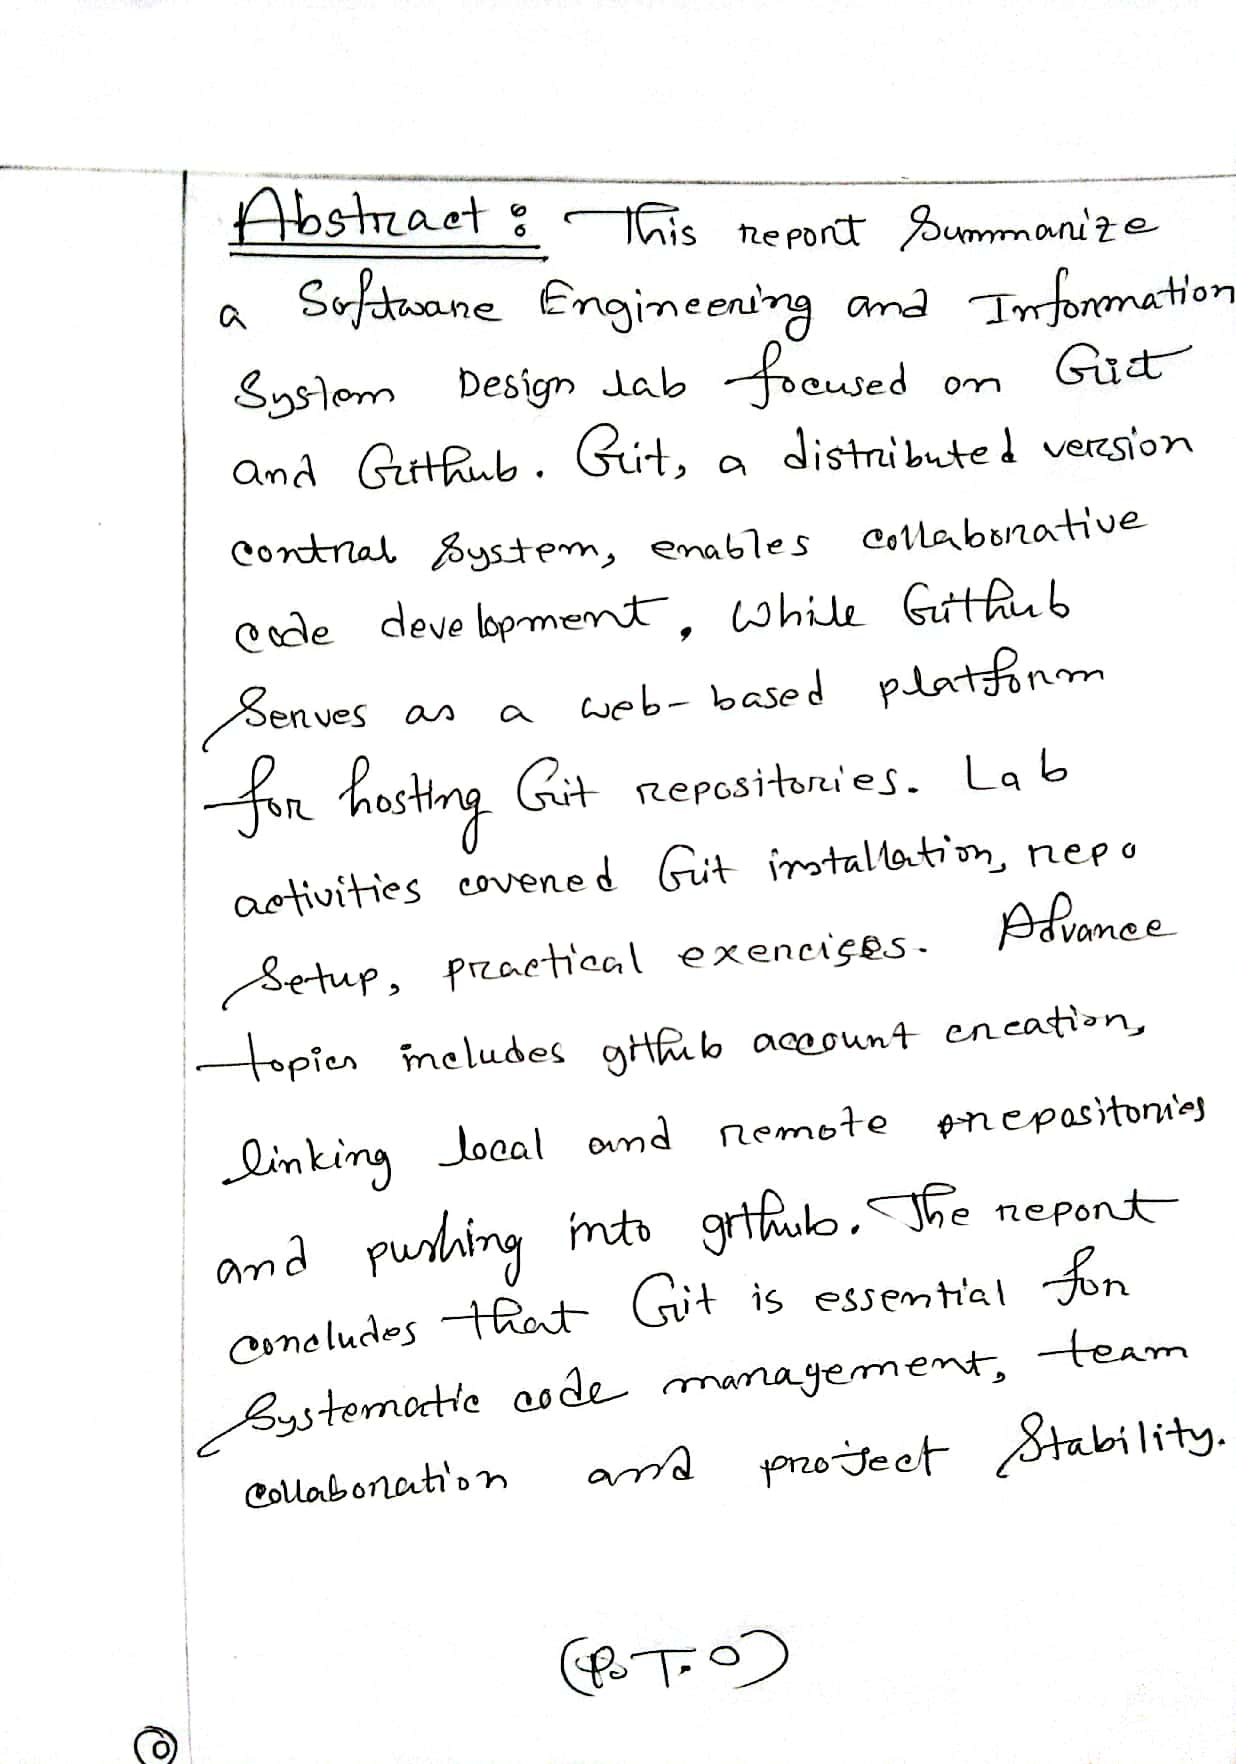 Abstract: This report Summarize
a Software Engineering and Information
System Design lab focused on Git
and Github. Git, a distributed version
contral System, enables collaborative
code development, while Github
Serves as a web-based platform
for hosting Git repositories. Lab
activities covered Git installation, repo
Setup, practical exercises. Advance
topics includes github account creation,
linking local and remote repositories
and pushing into github. The report
concludes that Git is essential for
Systematic code management, team
collaboration and project Stability.
(P.T.O)
0